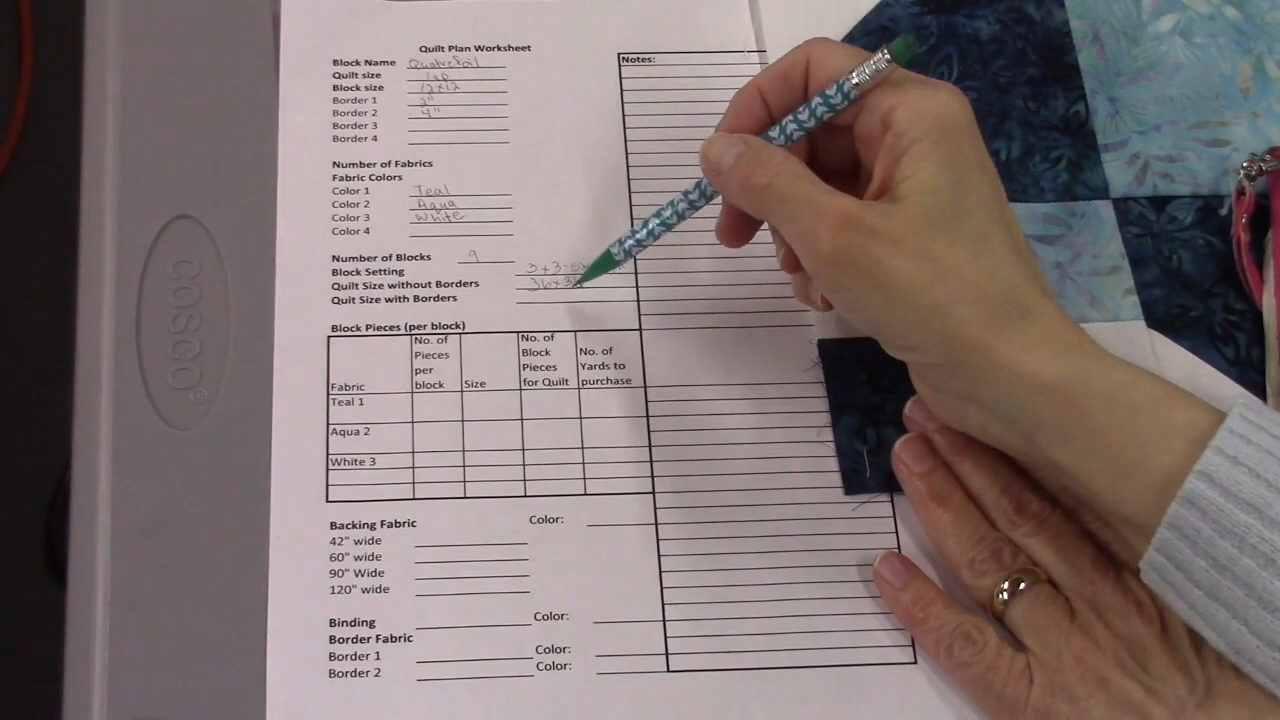 COSCO
Quilt Plan Worksheet
Block Name Quatrefoil
Quilt size lap
Block size 12x12
Border 1 2"
Border 2 4"
Border 3
Border 4
Number of Fabrics
Fabric Colors
Color 1 Teal
Color 2 Aqua
Color 3 White
Color 4
Number of Blocks 9
Block Setting 3+3
Quilt Size without Borders
Quit Size with Borders
Block Pieces (per block)
Fabric No. of Pieces per block Size No. of Block Pieces for Quilt No. of Yards to purchase
Teal 1
Aqua 2
White 3
Backing Fabric Color:
42" wide
60" wide
90" Wide
120" wide
Binding Color:
Border Fabric
Border 1 Color:
Border 2 Color:
Notes: